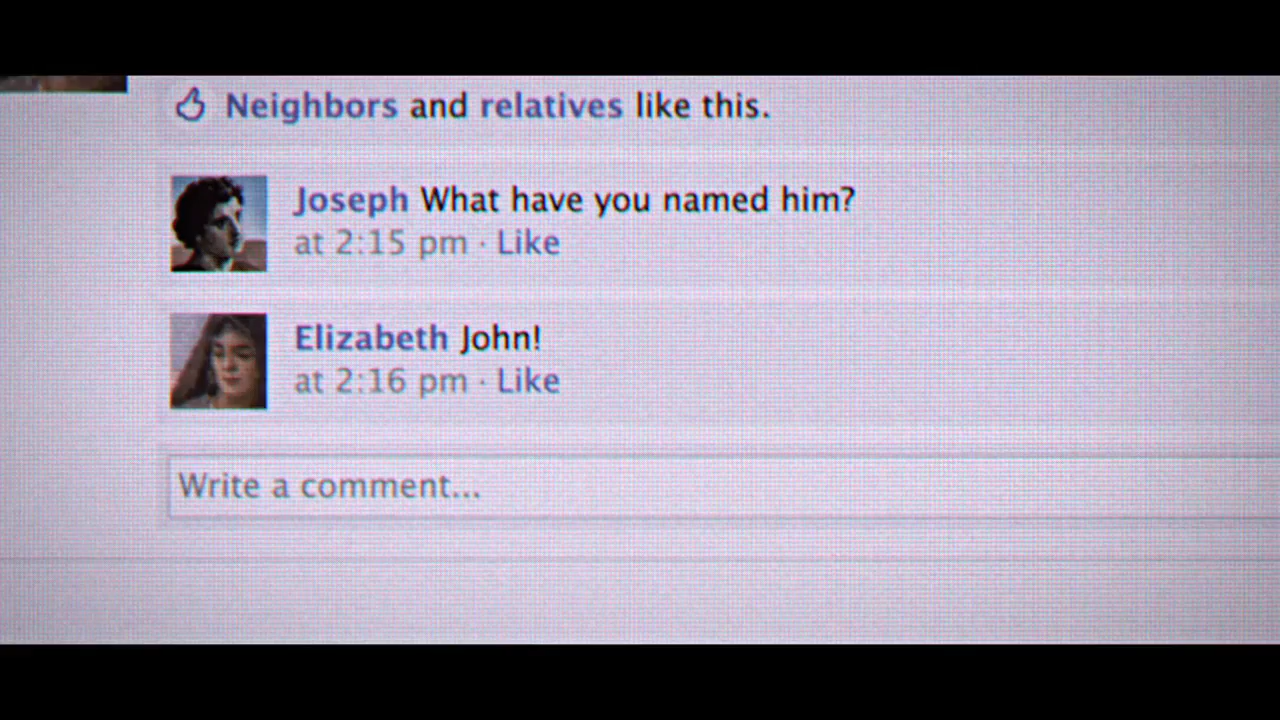 Neighbors and relatives like this.
Joseph What have you named him?
at 2:15 pm · Like
Elizabeth John!
at 2:16 pm · Like
Write a comment...